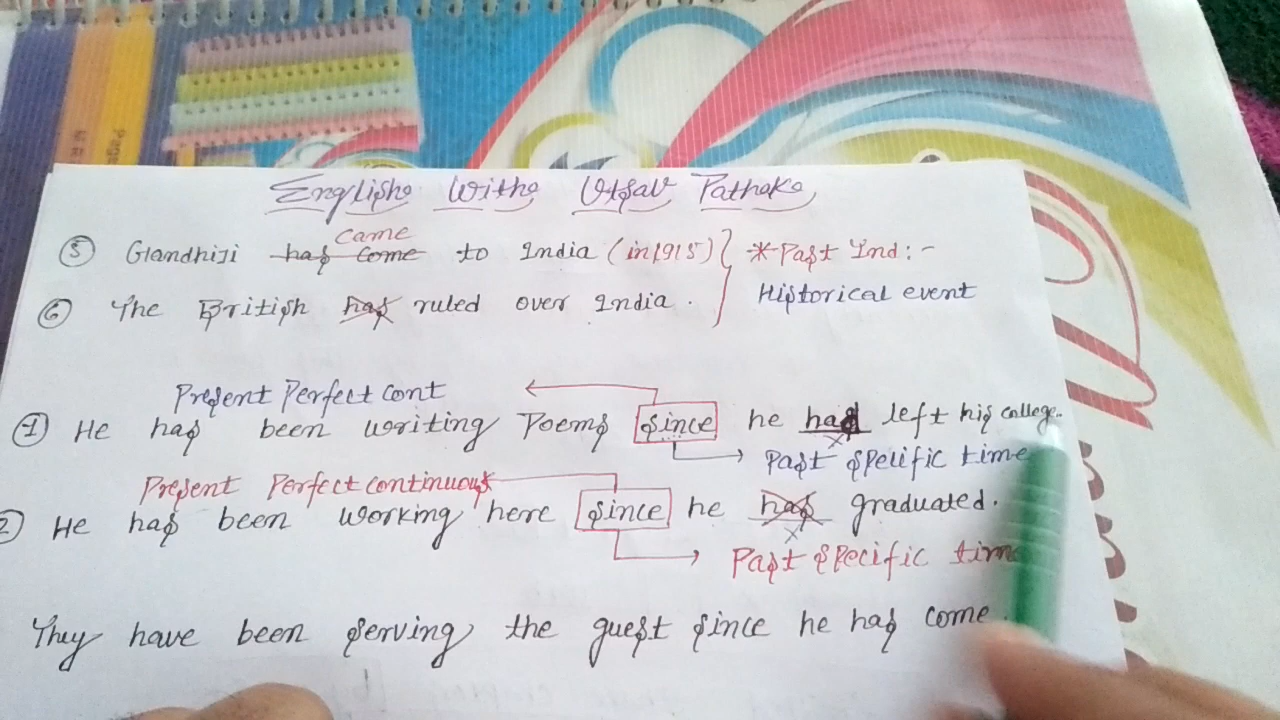 English With Utsav Pathak
came
⑤ Gandhiji has come to India (in 1915) } * Past Ind:-
⑥ The British has ruled over India. Historical event
Present Perfect cont
① He has been writing Poems since he had left his college..
Past specific time
Present Perfect continuous
② He has been working here since he has graduated.
Past specific time
They have been serving the guest since he has come.